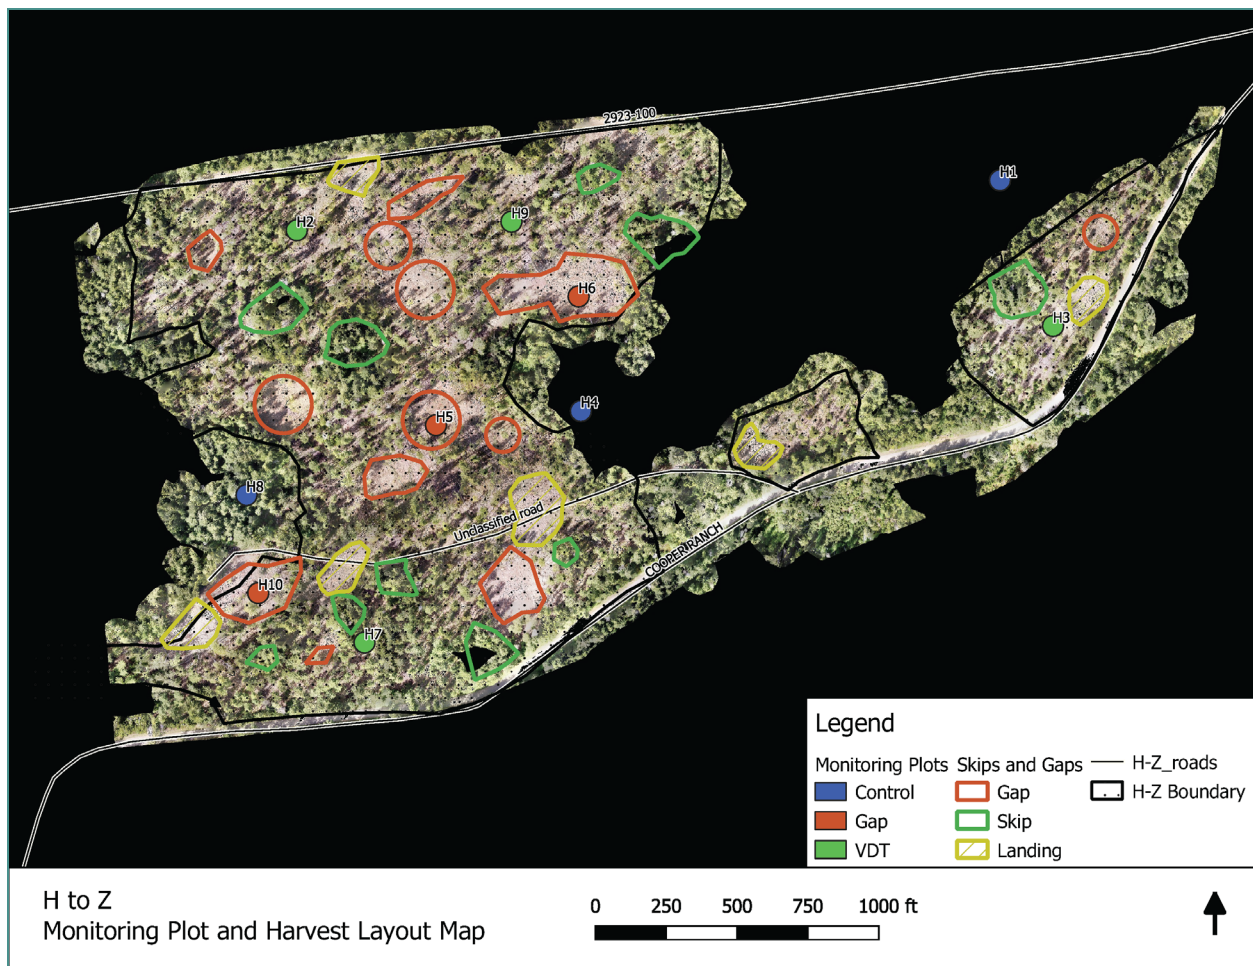 2923-100
H1
H2
H9
H6
H3
H4
H5
H8
Unclassified road
COOPER RANCH
H10
H7
Legend
Monitoring Plots Skips and Gaps H-Z_roads
Control Gap H-Z Boundary
Gap Skip
VDT Landing
H to Z
Monitoring Plot and Harvest Layout Map
0 250 500 750 1000 ft